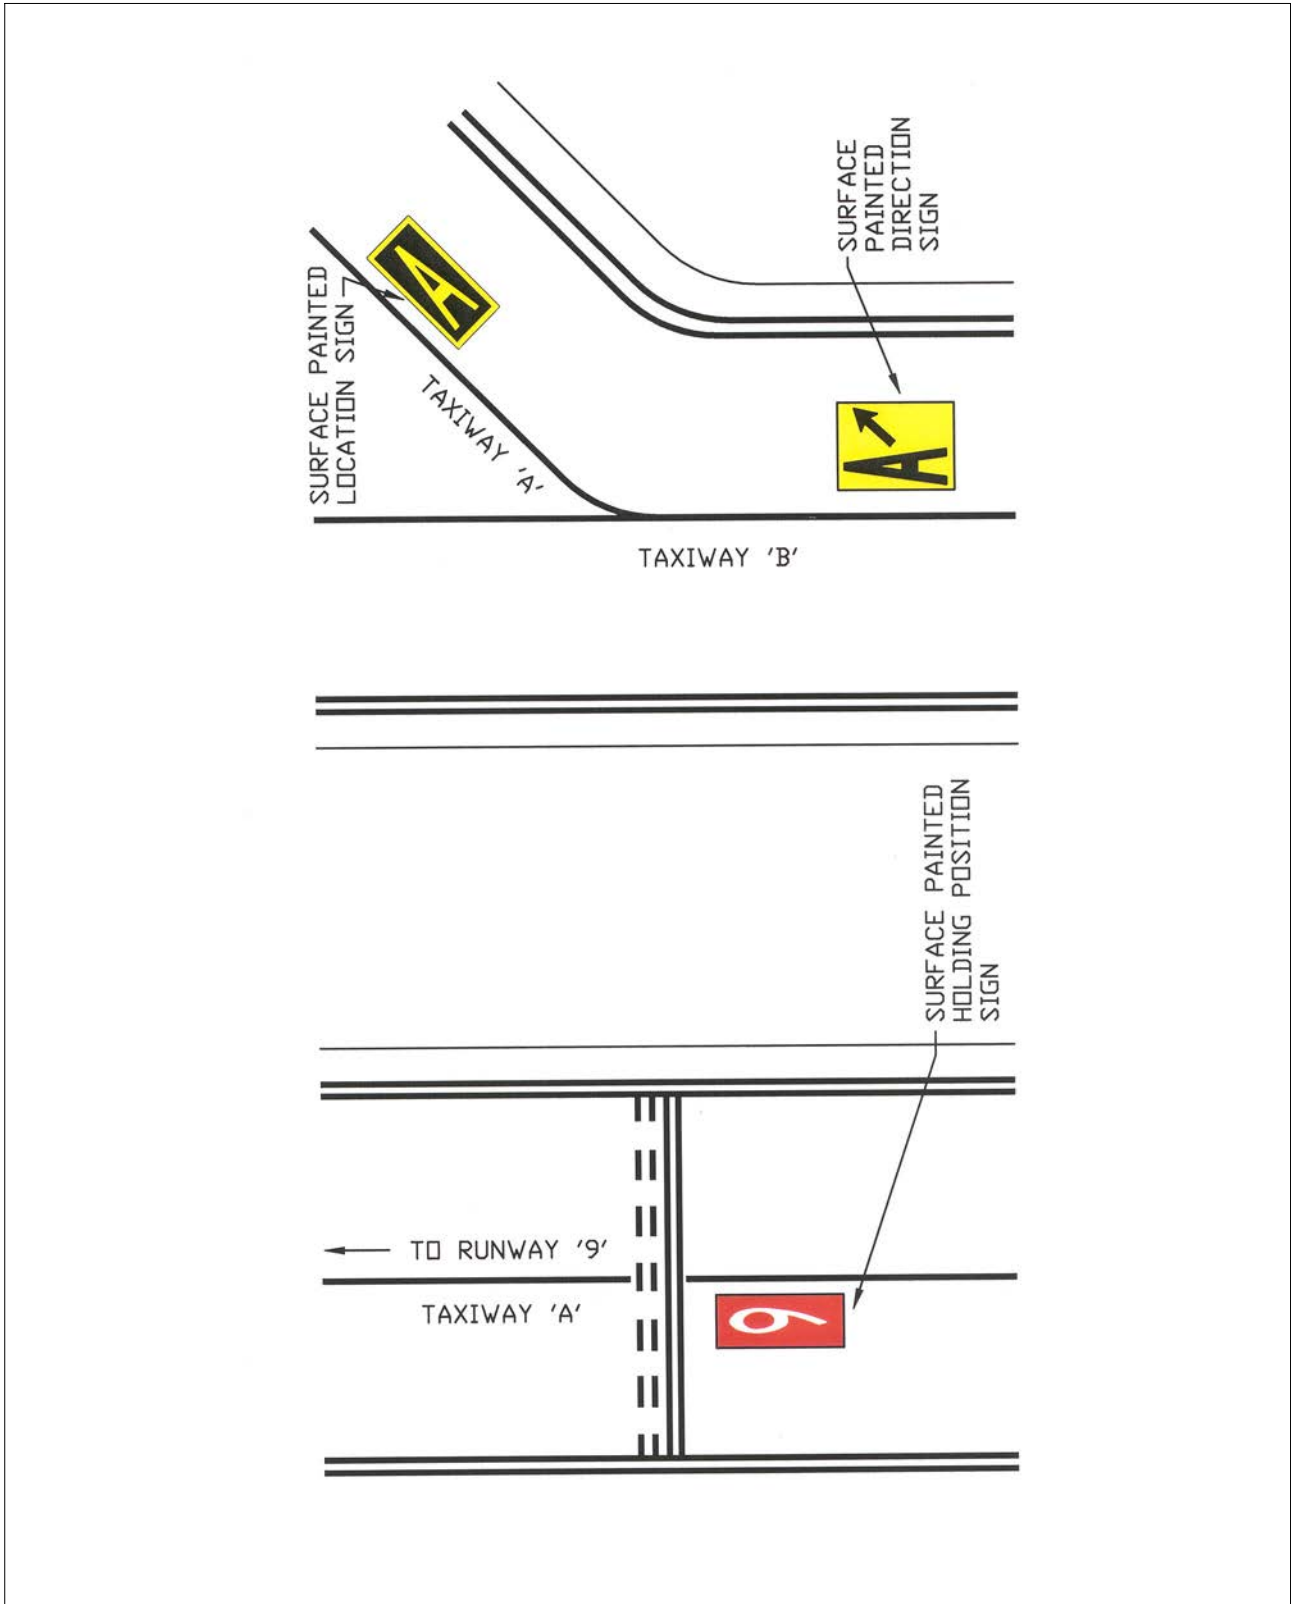 SURFACE
PAINTED
DIRECTION
SIGN
SURFACE PAINTED
LOCATION SIGN
A
TAXIWAY 'A'
A
TAXIWAY 'B'
SURFACE PAINTED
HOLDING POSITION
SIGN
TO RUNWAY '9'
TAXIWAY 'A'
9